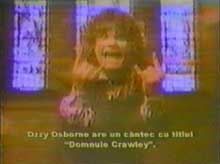 Ozzy Osborne are un cântec cu titlul
"Domnule Crawley".